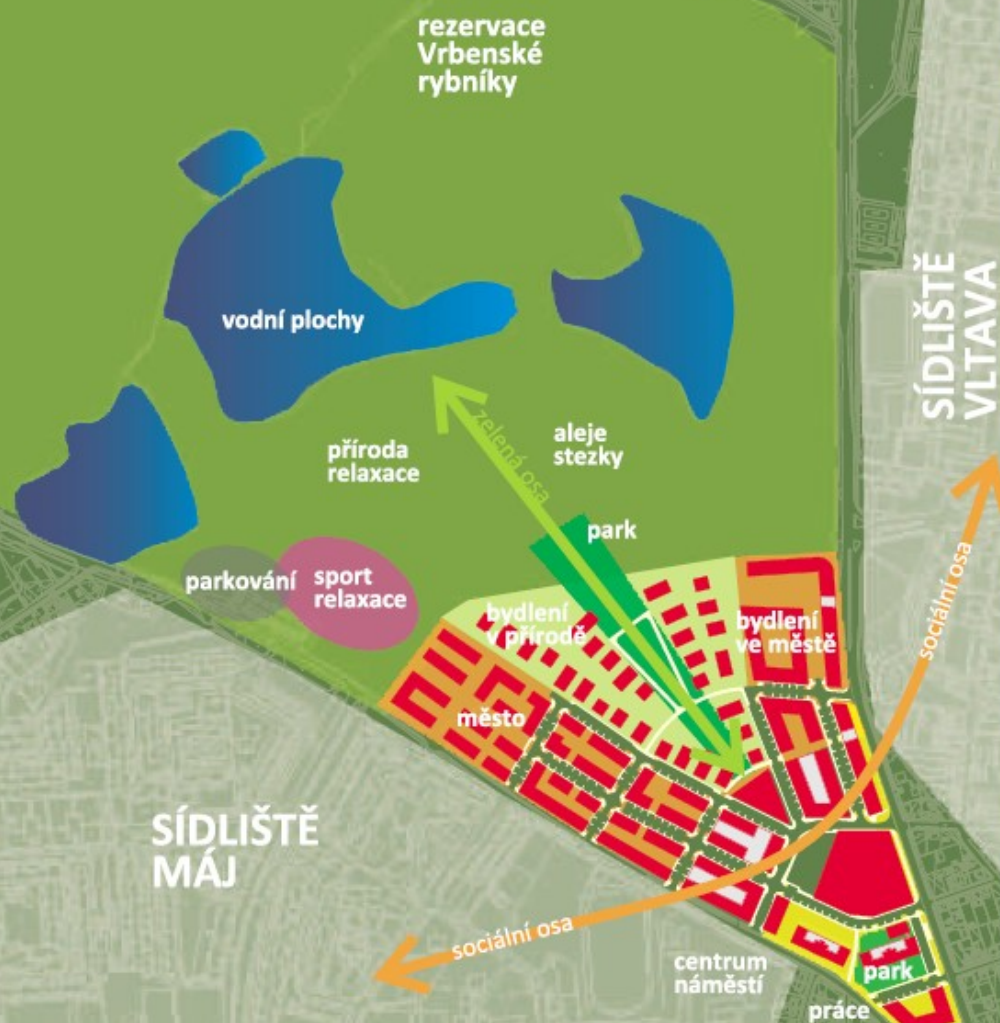 rezervace
Vrbenské
rybníky
vodní plochy
SÍDLIŠTĚ
VLTAVA
zelená osa
aleje
stezky
příroda
relaxace
park
parkování
sport
relaxace
bydlení
v přírodě
bydlení
ve městě
sociální osa
město
SÍDLIŠTĚ
MÁJ
sociální osa
centrum
náměstí
park
práce